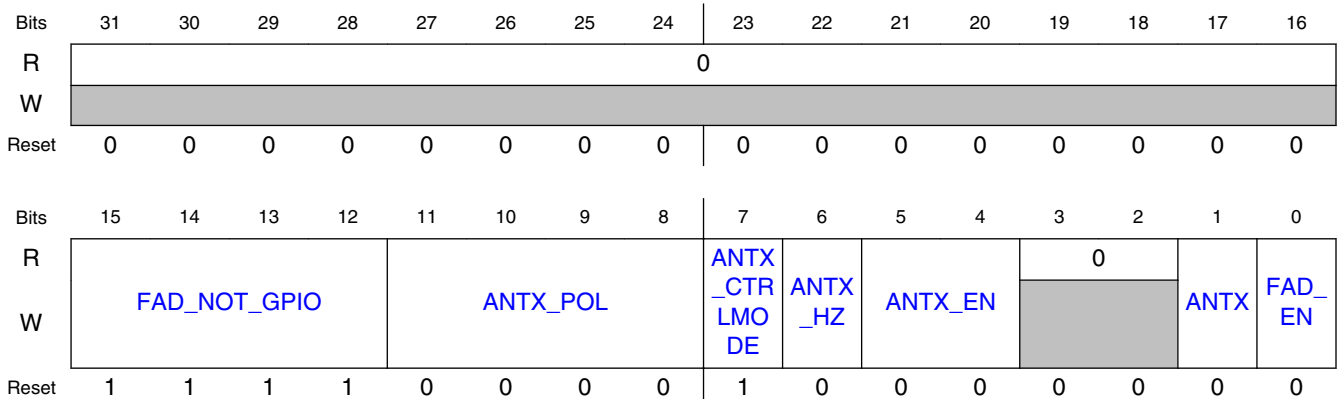 Bits 31 30 29 28 27 26 25 24 23 22 21 20 19 18 17 16
R 0
W
Reset 0 0 0 0 0 0 0 0 0 0 0 0 0 0 0 0
Bits 15 14 13 12 11 10 9 8 7 6 5 4 3 2 1 0
R
W
FAD_NOT_GPIO
ANTX_POL
ANTX
_CTR
LMO
DE
ANTX
_HZ
ANTX_EN
0
ANTX
FAD_
EN
Reset 1 1 1 1 0 0 0 0 1 0 0 0 0 0 0 0